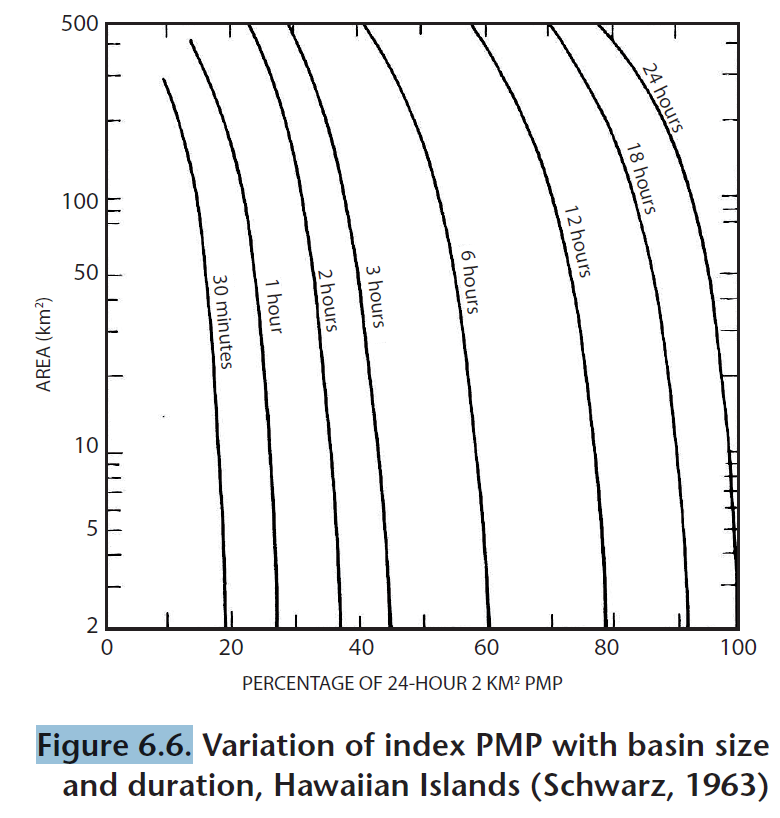 500
100
50
10
5
2
AREA (km²)
30 minutes
1 hour
2 hours
3 hours
6 hours
12 hours
18 hours
24 hours
0 20 40 60 80 100
PERCENTAGE OF 24-HOUR 2 KM² PMP
Figure 6.6. Variation of index PMP with basin size
and duration, Hawaiian Islands (Schwarz, 1963)